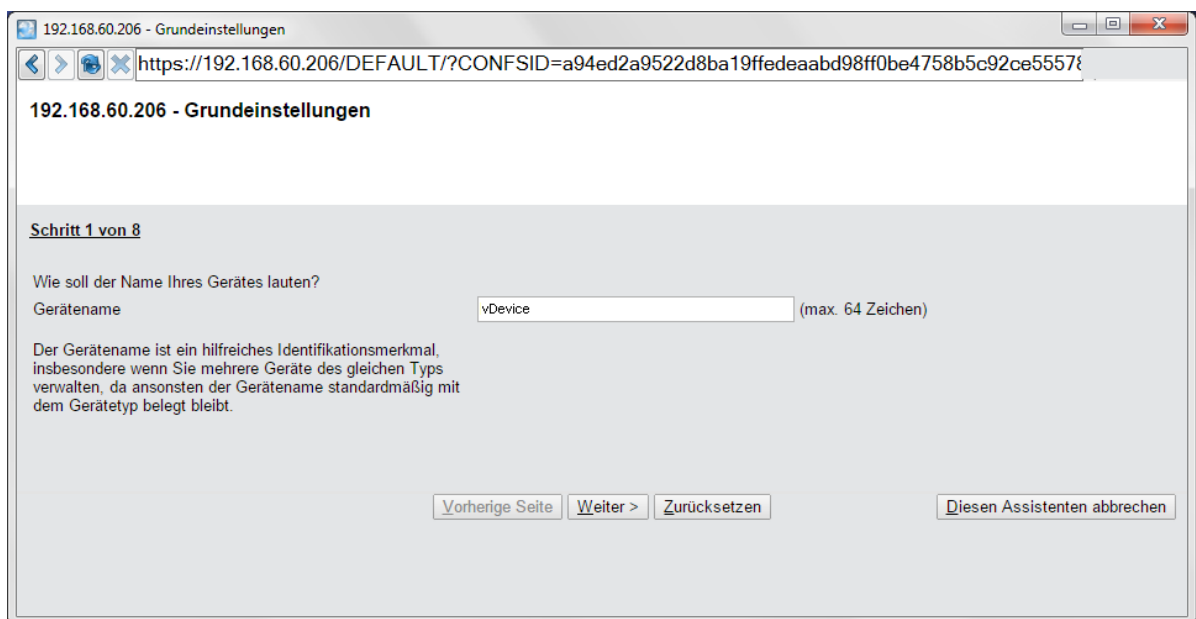 192.168.60.206 - Grundeinstellungen
https://192.168.60.206/DEFAULT/?CONFSID=a94ed2a9522d8ba19ffedeaabd98ff0be4758b5c92ce55578
192.168.60.206 - Grundeinstellungen
Schritt 1 von 8
Wie soll der Name Ihres Gerätes lauten?
Gerätename vDevice (max. 64 Zeichen)
Der Gerätename ist ein hilfreiches Identifikationsmerkmal,
insbesondere wenn Sie mehrere Geräte des gleichen Typs
verwalten, da ansonsten der Gerätename standardmäßig mit
dem Gerätetyp belegt bleibt.
Vorherige Seite Weiter > Zurücksetzen Diesen Assistenten abbrechen